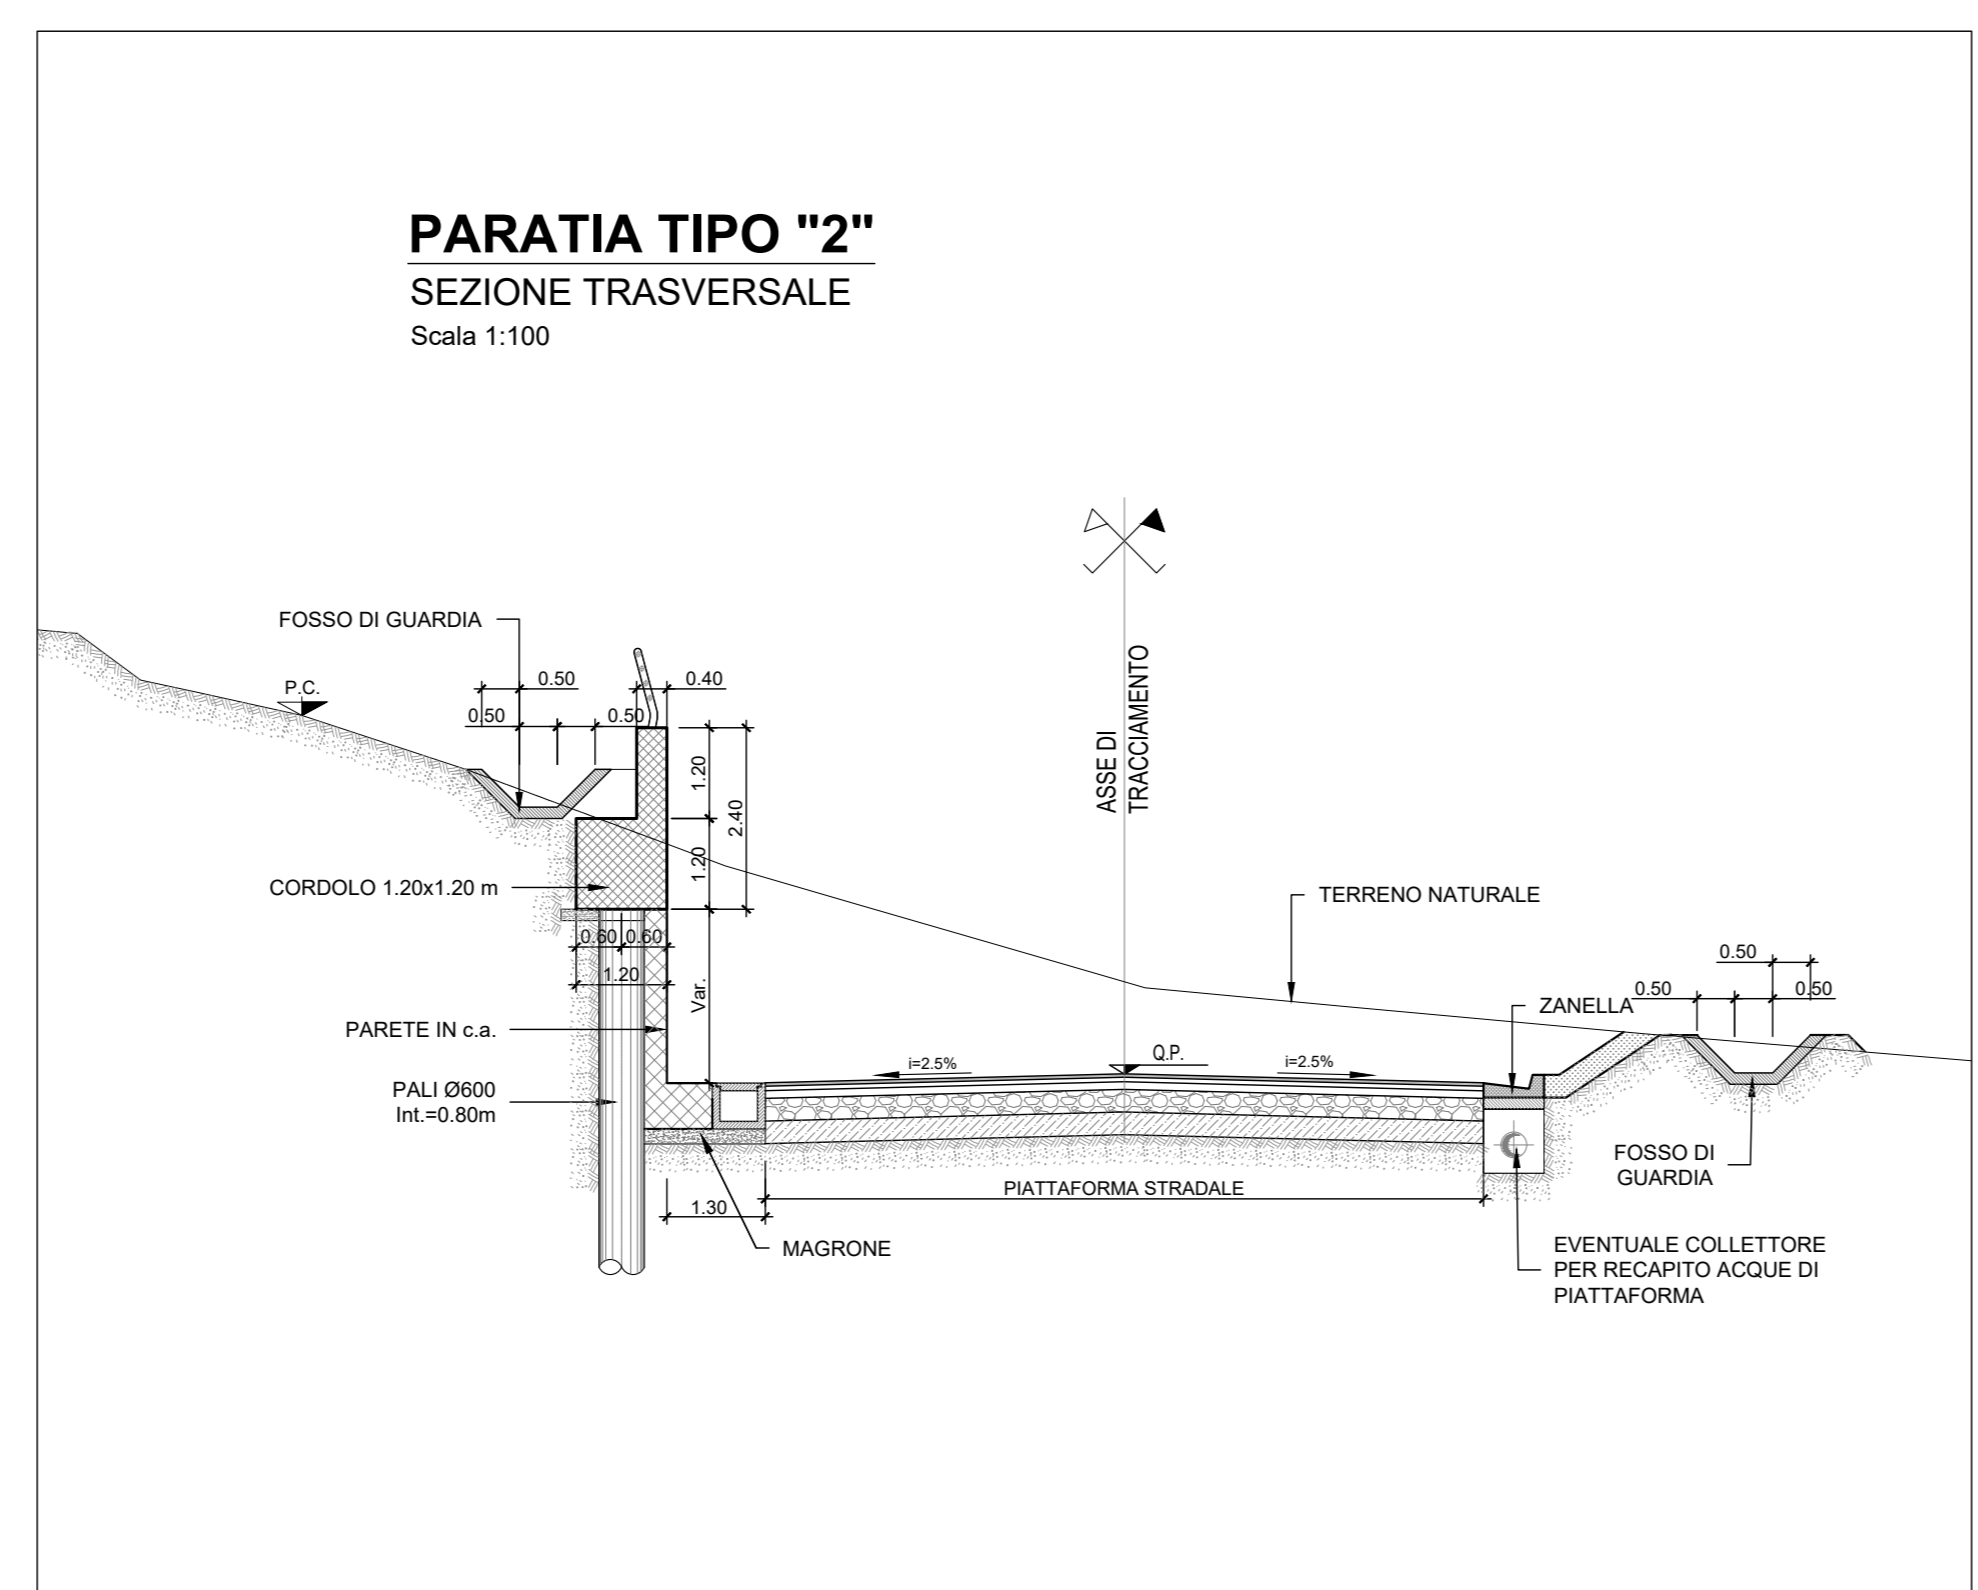 PARATIA TIPO "2"
SEZIONE TRASVERSALE
Scala 1:100
FOSSO DI GUARDIA
P.C.
0.50
0.40
0.50
0.50
1.20
2.40
1.20
CORDOLO 1.20x1.20 m
0.60
0.60
1.20
Var.
PARETE IN c.a.
PALI Ø600
Int.=0.80m
ASSE DI
TRACCIAMENTO
TERRENO NATURALE
0.50
0.50
0.50
ZANELLA
i=2.5%
Q.P.
i=2.5%
PIATTAFORMA STRADALE
1.30
MAGRONE
FOSSO DI
GUARDIA
EVENTUALE COLLETTORE
PER RECAPITO ACQUE DI
PIATTAFORMA